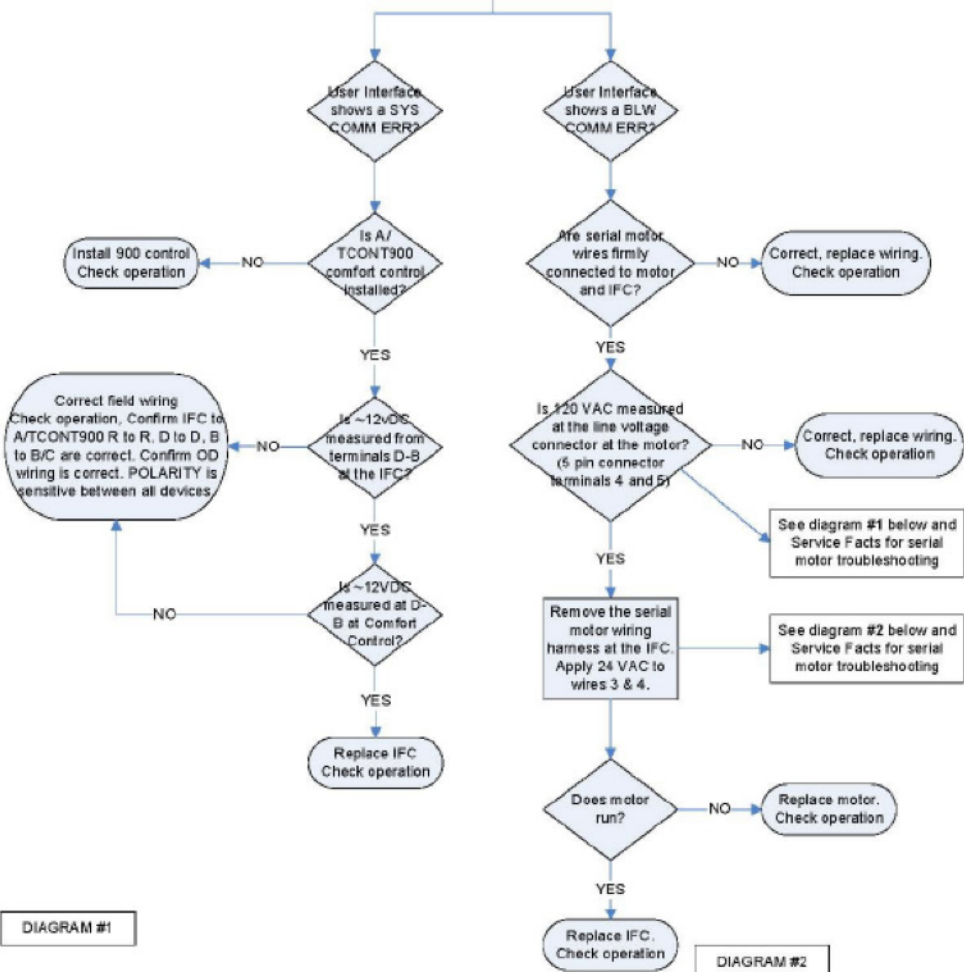 User Interface
shows a SYS
COMM ERR?
User Interface
shows a BLW
COMM ERR?
Is A/
TCONT900
comfort control
installed?
NO
Install 900 control
Check operation
Are serial motor
wires firmly
connected to motor
and IFC?
NO
Correct, replace wiring.
Check operation
YES
YES
Is ~12VDC
measured from
terminals D-B
at the IFC?
NO
Correct field wiring
Check operation, Confirm IFC to
A/TCONT900 R to R, D to D, B
to B/C are correct. Confirm OD
wiring is correct. POLARITY is
sensitive between all devices.
Is 120 VAC measured
at the line voltage
connector at the motor?
(5 pin connector
terminals 4 and 5)
NO
Correct, replace wiring.
Check operation
See diagram #1 below and
Service Facts for serial
motor troubleshooting
YES
YES
Is ~12VDC
measured at D-
B at Comfort
Control?
NO
Remove the serial
motor wiring
harness at the IFC.
Apply 24 VAC to
wires 3 & 4.
See diagram #2 below and
Service Facts for serial
motor troubleshooting
YES
Replace IFC
Check operation
Does motor
run?
NO
Replace motor.
Check operation
YES
Replace IFC.
Check operation
DIAGRAM #1
DIAGRAM #2